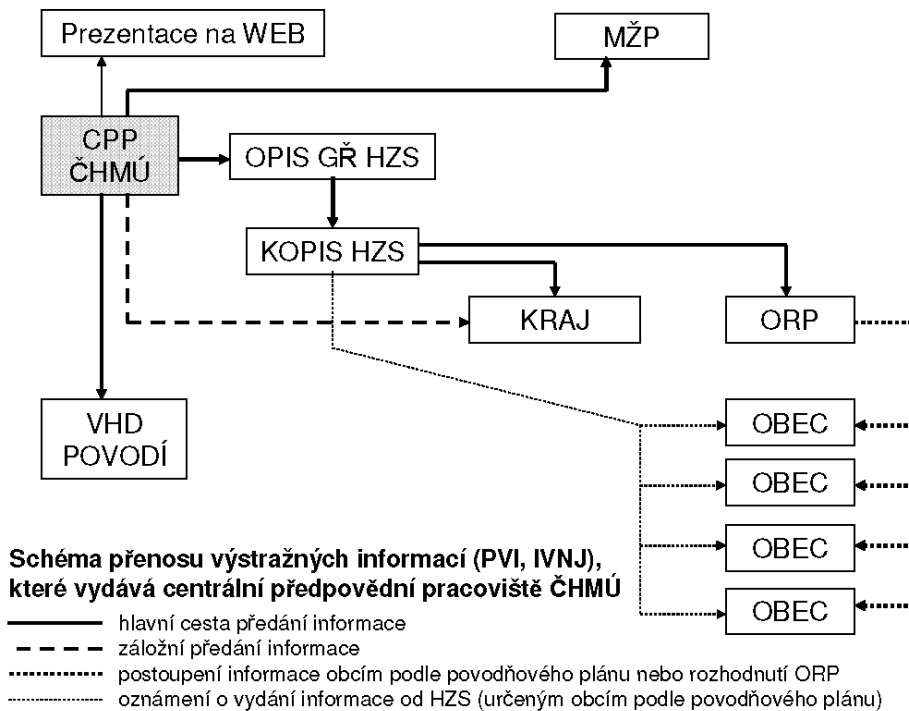 Prezentace na WEB
MŽP
CPP
ČHMÚ
OPIS GŘ HZS
KOPIS HZS
KRAJ
ORP
VHD
POVODÍ
OBEC
OBEC
OBEC
OBEC
Schéma přenosu výstražných informací (PVI, IVNJ),
které vydává centrální předpovědní pracoviště ČHMÚ
hlavní cesta předání informace
záložní předání informace
postoupení informace obcím podle povodňového plánu nebo rozhodnutí ORP
oznámení o vydání informace od HZS (určeným obcím podle povodňového plánu)